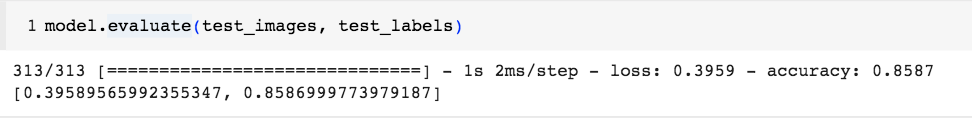 1 model.evaluate(test_images, test_labels)
313/313 [==============================] - 1s 2ms/step - loss: 0.3959 - accuracy: 0.8587
[0.39589565992355347, 0.8586999773979187]